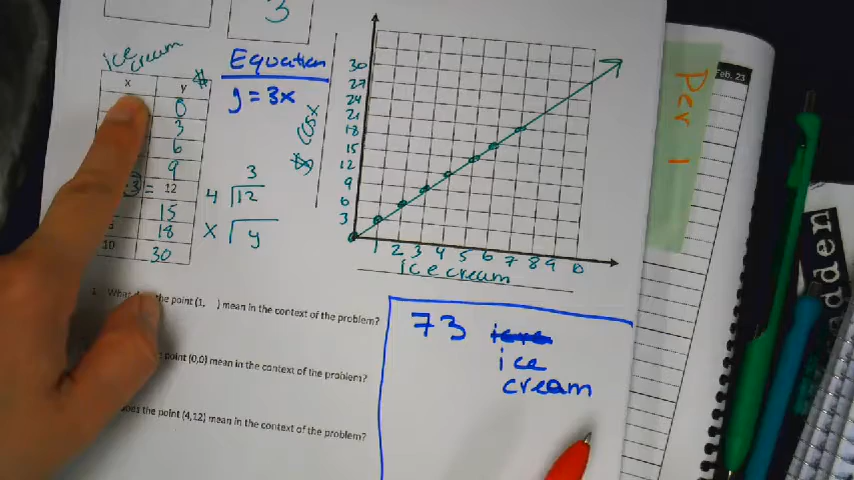 3
ice
cream
x y $
0
3
6
9
.3) = 12
15
18
10 30
Equation
y = 3x
3
4 12
x y
$ cost
30
27
24
21
18
15
12
9
6
3
1 2 3 4 5 6 7 8 9 10
ice cream
What does the point (1, ) mean in the context of the problem?
point (0,0) mean in the context of the problem?
does the point (4,12) mean in the context of the problem?
73
ice
cream
Feb. 21
Per 1
dden